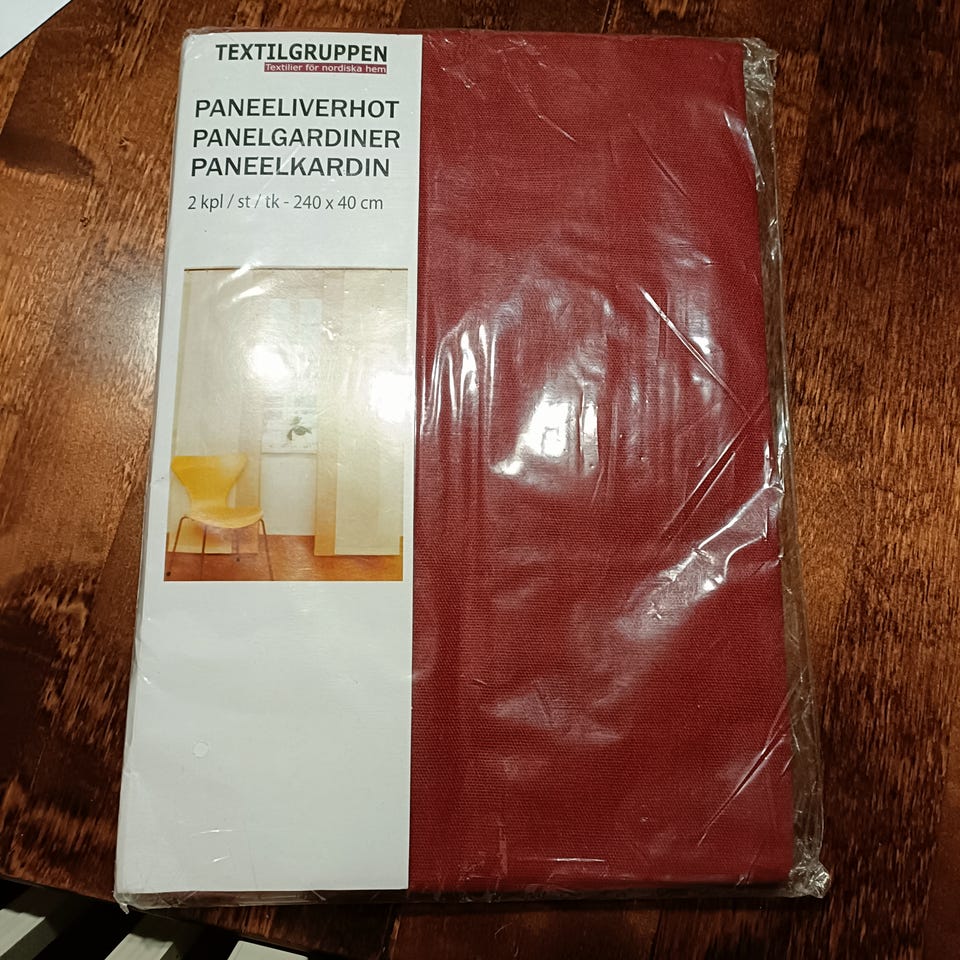 TEXTILGRUPPEN
Textilier för nordiska hem
PANEELIVERHOT
PANELGARDINER
PANEELKARDIN
2 kpl / st / tk - 240 x 40 cm